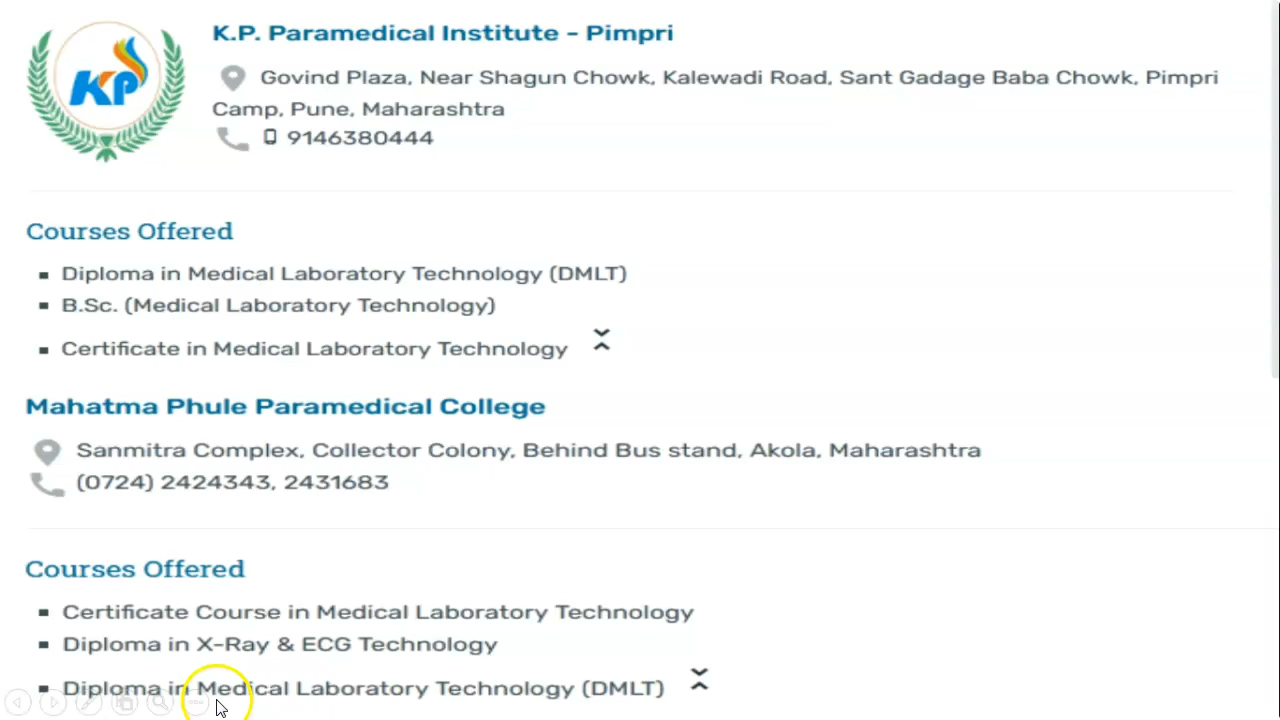 KP
K.P. Paramedical Institute - Pimpri
Govind Plaza, Near Shagun Chowk, Kalewadi Road, Sant Gadage Baba Chowk, Pimpri
Camp, Pune, Maharashtra
9146380444
Courses Offered
▪ Diploma in Medical Laboratory Technology (DMLT)
▪ B.Sc. (Medical Laboratory Technology)
▪ Certificate in Medical Laboratory Technology
Mahatma Phule Paramedical College
Sanmitra Complex, Collector Colony, Behind Bus stand, Akola, Maharashtra
(0724) 2424343, 2431683
Courses Offered
▪ Certificate Course in Medical Laboratory Technology
▪ Diploma in X-Ray & ECG Technology
▪ Diploma in Medical Laboratory Technology (DMLT)